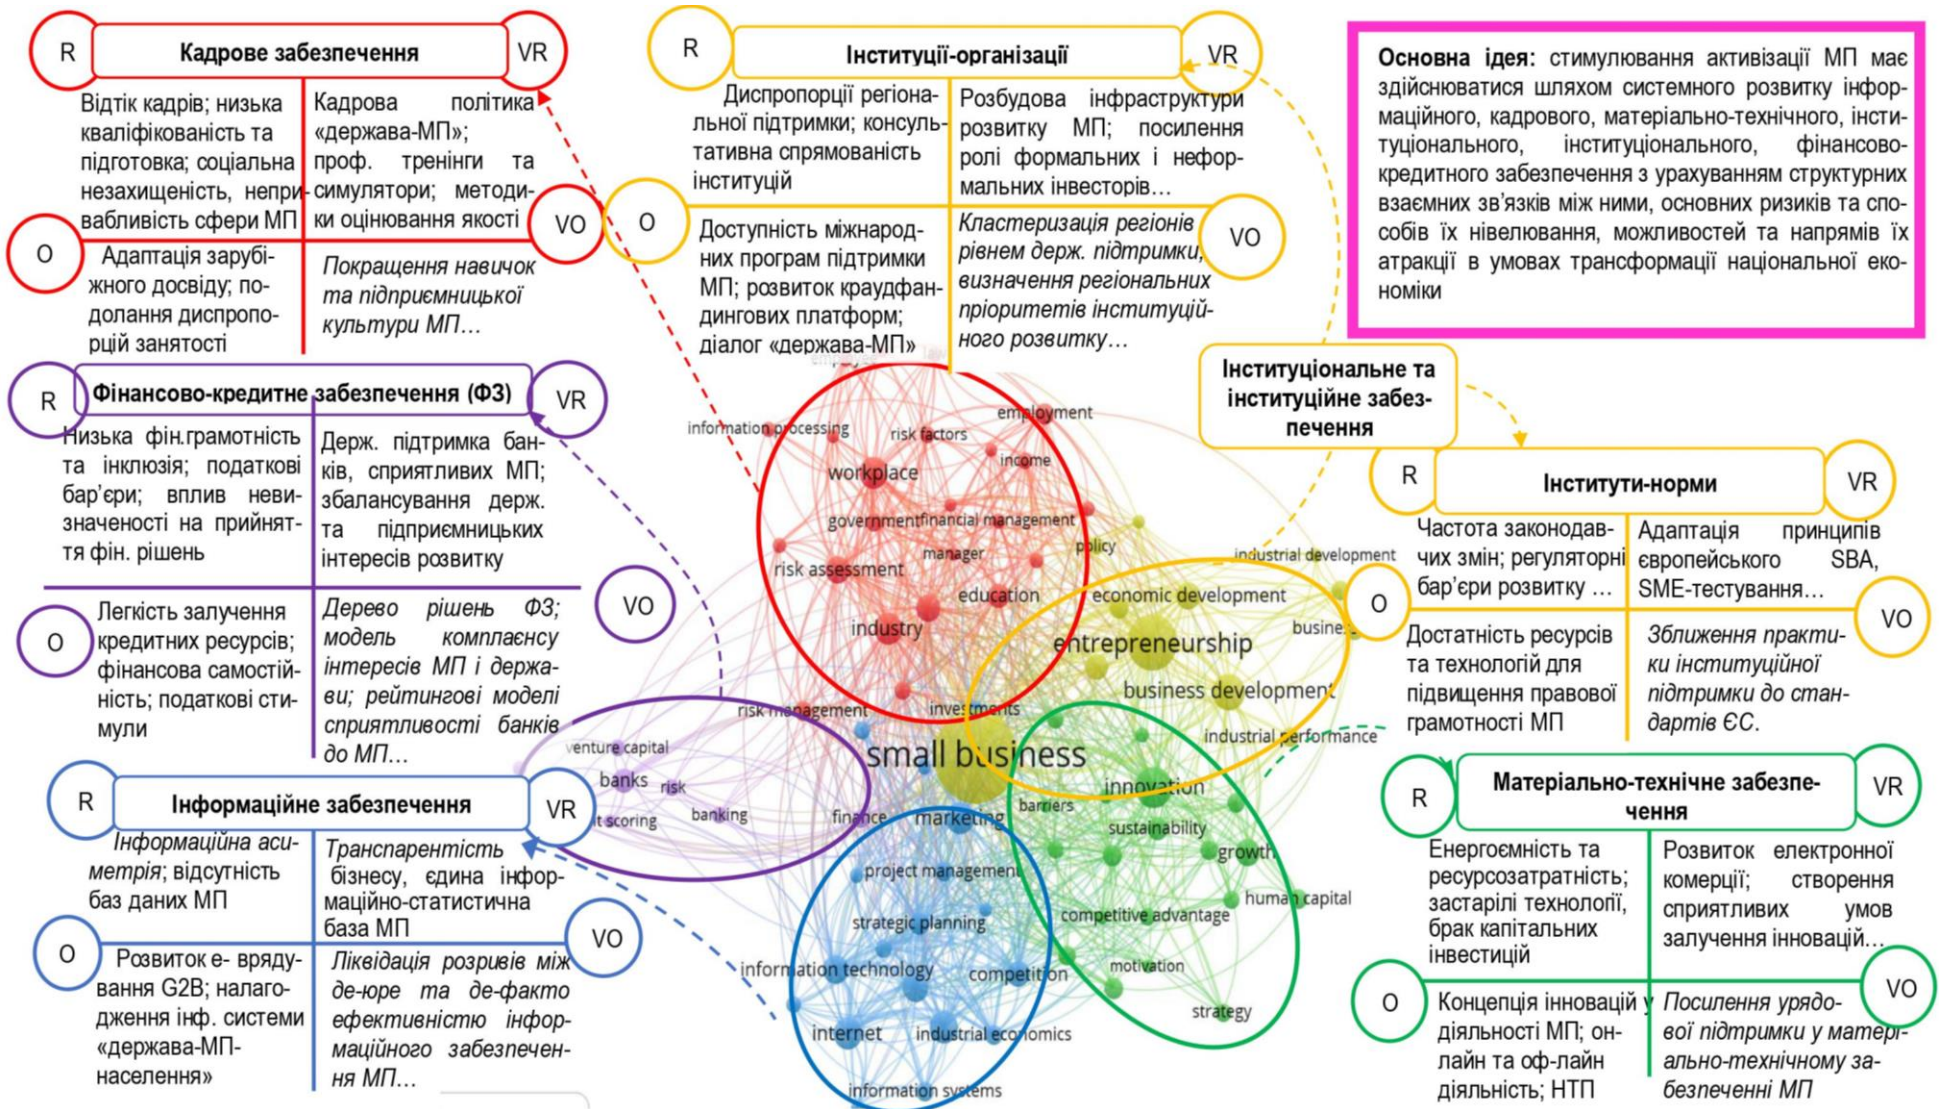 R
Кадрове забезпечення
VR
Відтік кадрів; низька
кваліфікованість та
підготовка; соціальна
незахищеність, непри-
вабливість сфери МП
Кадрова політика
«держава-МП»;
проф. тренінги та
симулятори; методи-
ки оцінювання якості
O
VO
Адаптація зарубі-
жного досвіду; по-
долання диспропо-
рцій занятості
Покращення навичок
та підприємницької
культури МП…
R
Інституції-організації
VR
Диспропорції регіона-
льної підтримки; консуль-
тативна спрямованість
інституцій
Розбудова інфраструктури
розвитку МП; посилення
ролі формальних і нефор-
мальних інвесторів…
O
VO
Доступність міжнарод-
них програм підтримки
МП; розвиток краудфан-
дингових платформ;
діалог «держава-МП»
Кластеризація регіонів
рівнем держ. підтримки,
визначення регіональних
пріоритетів інституцій-
ного розвитку…
Основна ідея: стимулювання активізації МП має
здійснюватися шляхом системного розвитку інфор-
маційного, кадрового, матеріально-технічного, інсти-
туціонального, інституціонального, фінансово-
кредитного забезпечення з урахуванням структурних
взаємних зв’язків між ними, основних ризиків та спо-
собів їх нівелювання, можливостей та напрямів їх
атракції в умовах трансформації національної еко-
номіки
R
Фінансово-кредитне забезпечення (ФЗ)
VR
Низька фін.грамотність
та інклюзія; податкові
бар’єри; вплив неви-
значеності на прийнят-
тя фін. рішень
Держ. підтримка бан-
ків, сприятливих МП;
збалансування держ.
та підприємницьких
інтересів розвитку
O
VO
Легкість залучення
кредитних ресурсів;
фінансова самостій-
ність; податкові сти-
мули
Дерево рішень ФЗ;
модель комплаєнсу
інтересів МП і держа-
ви; рейтингові моделі
сприятливості банків
до МП…
Інституціональне та
інституційне забез-
печення
R
Інститути-норми
VR
Частота законодав-
чих змін; регуляторні
бар’єри розвитку …
Адаптація принципів
європейського SBA,
SME-тестування…
O
VO
Достатність ресурсів
та технологій для
підвищення правової
грамотності МП
Зближення практи-
ки інституційної
підтримки до стан-
дартів ЄС.
R
Інформаційне забезпечення
VR
Інформаційна аси-
метрія; відсутність
баз даних МП
Транспарентість
бізнесу, єдина інфор-
маційно-статистична
база МП
O
VO
Розвиток е- вряду-
вання G2B; налаго-
дження інф. системи
«держава-МП-
населення»
Ліквідація розривів між
де-юре та де-факто
ефективністю інфор-
маційного забезпечен-
ня МП…
R
Матеріально-технічне забезпе-
чення
VR
Енергоємність та
ресурсозатратність;
застарілі технології,
брак капітальних
інвестицій
Розвиток електронної
комерції; створення
сприятливих умов
залучення інновацій…
O
VO
Концепція інновацій у
діяльності МП; он-
лайн та оф-лайн
діяльність; НТП
Посилення урядо-
вої підтримки у матері-
ально-технічному за-
безпеченні МП
employee
law
employment
information processing
risk factors
income
workplace
government
financial management
manager
policy
industrial development
risk assessment
education
economic development
industry
entrepreneurship
busines
business development
risk management
investments
industrial performance
venture capital
small business
banks
risk
innovation
barriers
t scoring
banking
finance
marketing
sustainability
growth
project management
human capital
strategic planning
competitive advantage
information technology
competition
motivation
strategy
internet
industrial economics
information systems